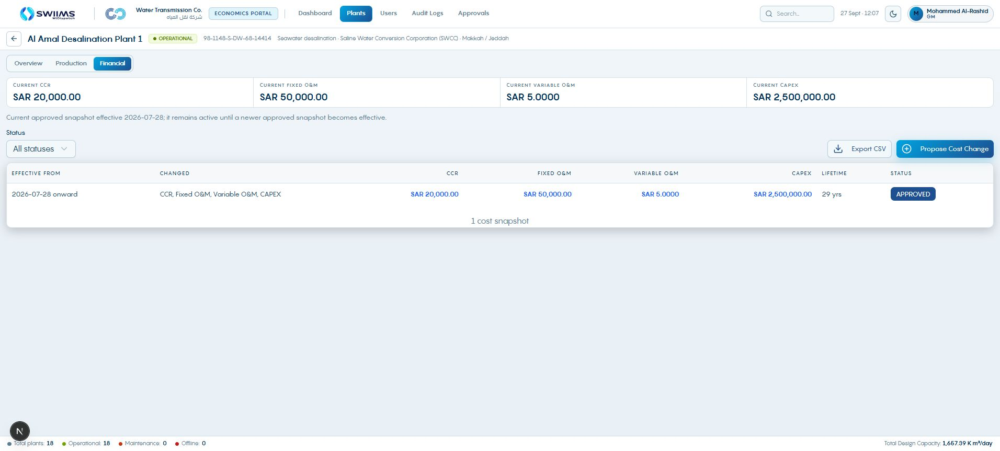 SWIIMS
WiDispatch
Water Transmission Co.
شركة نقل المياه
ECONOMICS PORTAL
Dashboard
Plants
Users
Audit Logs
Approvals
Search...
27 Sept · 12:07
M
Mohammed Al-Rashid
GM
Al Amal Desalination Plant 1
OPERATIONAL
98-1148-S-DW-68-14414
Seawater desalination · Saline Water Conversion Corporation (SWCC) · Makkah / Jeddah
Overview
Production
Financial
CURRENT CCR
SAR 20,000.00
CURRENT FIXED O&M
SAR 50,000.00
CURRENT VARIABLE O&M
SAR 5.0000
CURRENT CAPEX
SAR 2,500,000.00
Current approved snapshot effective 2026-07-28; it remains active until a newer approved snapshot becomes effective.
Status
All statuses
Export CSV
Propose Cost Change
EFFECTIVE FROM CHANGED CCR FIXED O&M VARIABLE O&M CAPEX LIFETIME STATUS
2026-07-28 onward CCR, Fixed O&M, Variable O&M, CAPEX SAR 20,000.00 SAR 50,000.00 SAR 5.0000 SAR 2,500,000.00 29 yrs APPROVED
1 cost snapshot
N
Total plants: 18 Operational: 18 Maintenance: 0 Offline: 0
Total Design Capacity: 1,657.39 K m³/day